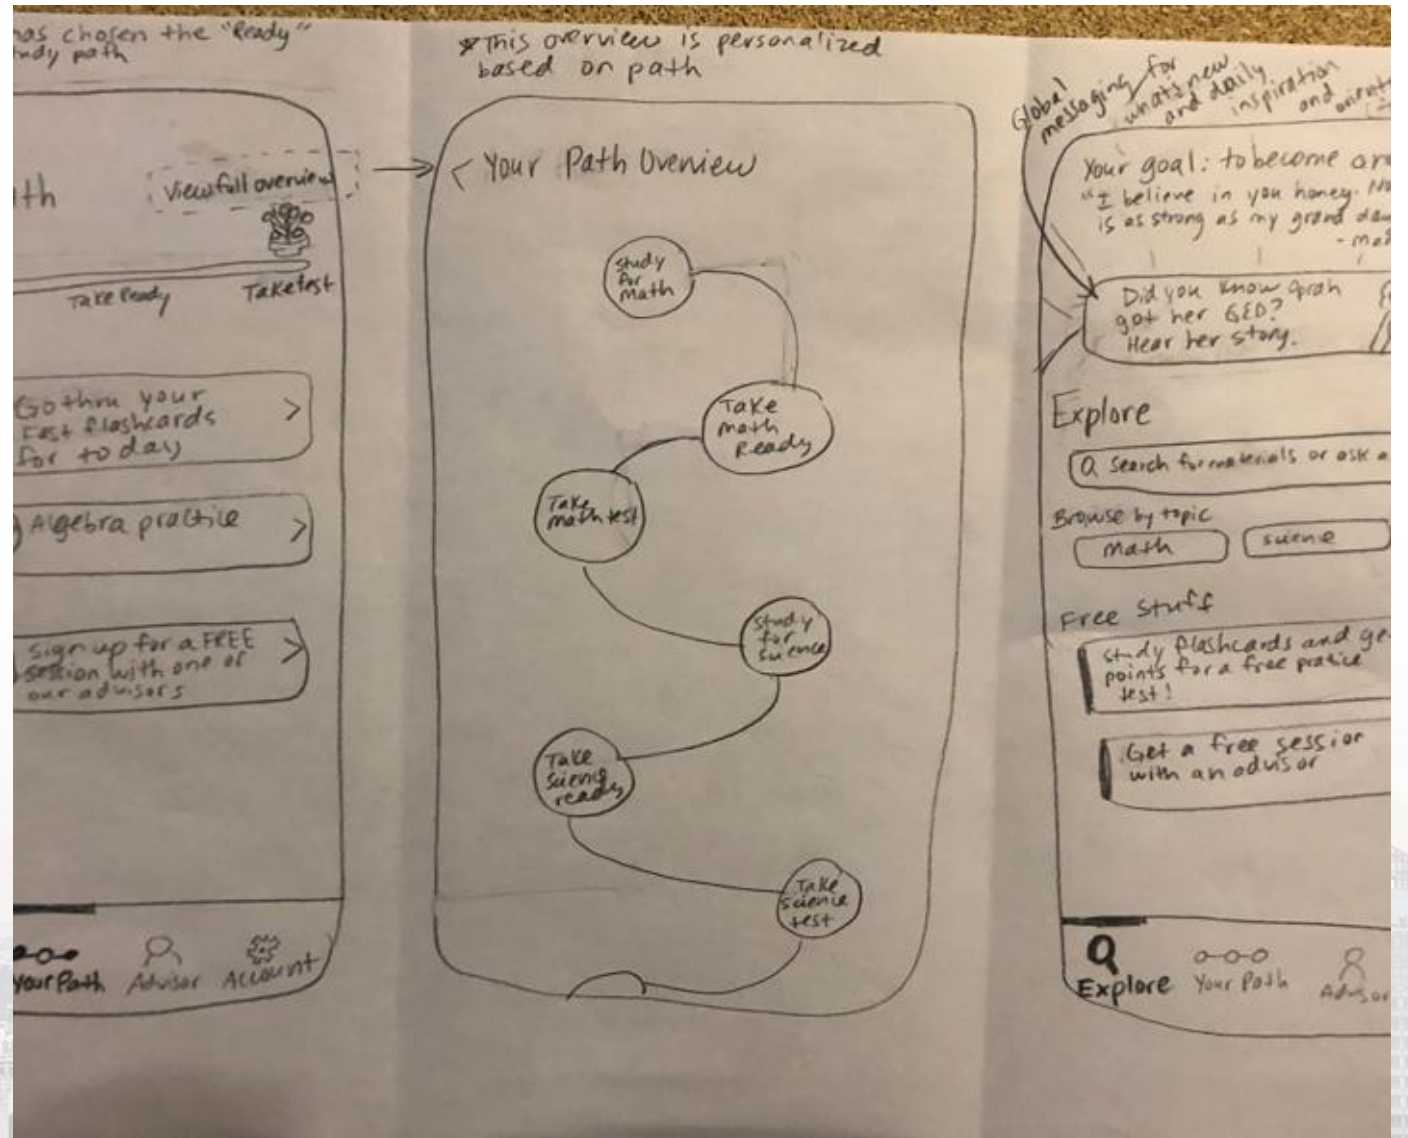 has chosen the "Ready"
study path
View full overview
Take Ready
Take test
Go thru your
Fast flashcards
for today
Algebra practice
sign up for a FREE
session with one of
our advisors
Your Path
Advisor
Account
*This overview is personalized
based on path
< Your Path Overview
Study
for
math
Take
math
Ready
Take
math test
Study
for
science
Take
science
ready
Take
science
test
Global
messaging for
whats new
and daily
inspiration
and
Your goal: to become
"I believe in you honey.
is as strong as my grand
Did you know Oprah
got her GED?
Hear her story.
Explore
Search for materials or ask a
Browse by topic
math
science
Free Stuff
Study flashcards and
points for a free pratice
test!
Get a free session
with an advisor
Explore
Your Path
Advisor